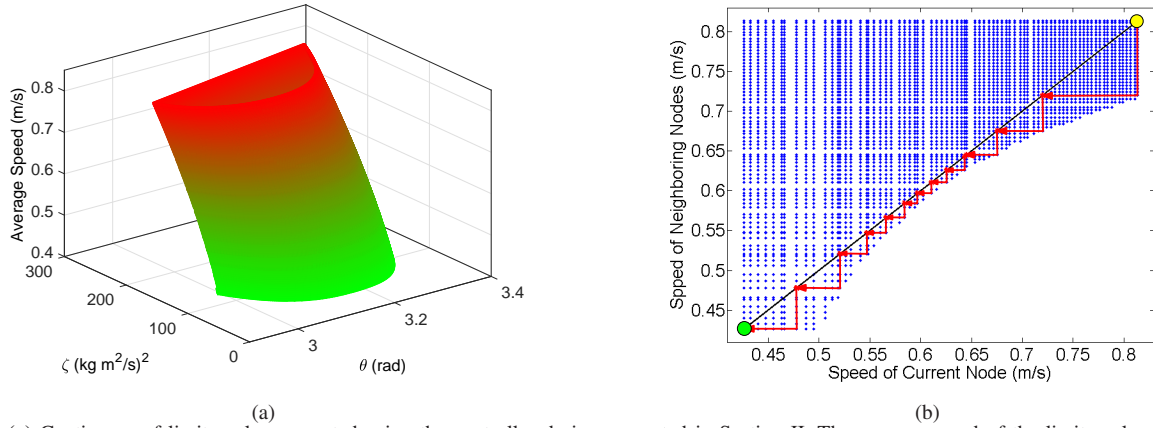 Average Speed (m/s)
0.8
0.7
0.6
0.5
0.4
300
200
100
0
ζ (kg m²/s)²
3
3.2
3.4
θ (rad)
(a)
Spped of Neighboring Nodes (m/s)
0.8
0.75
0.7
0.65
0.6
0.55
0.5
0.45
0.45 0.5 0.55 0.6 0.65 0.7 0.75 0.8
Speed of Current Node (m/s)
(b)